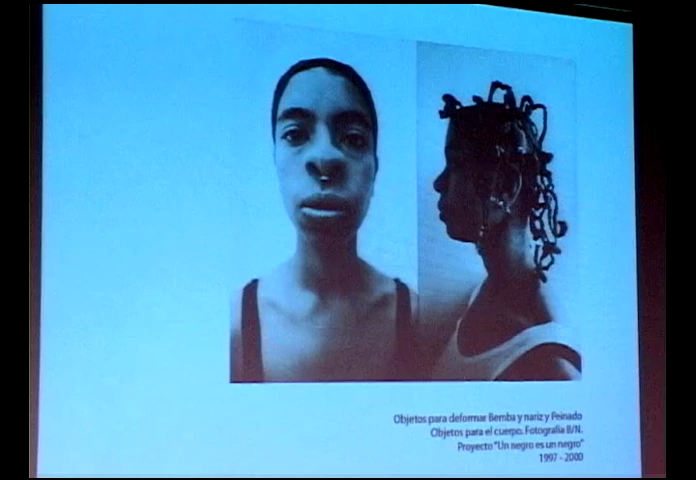 Objetos para deformar Bemba y nariz y Peinado
Objetos para el cuerpo. Fotografía B/N.
Proyecto "Un negro es un negro"
1997 - 2000